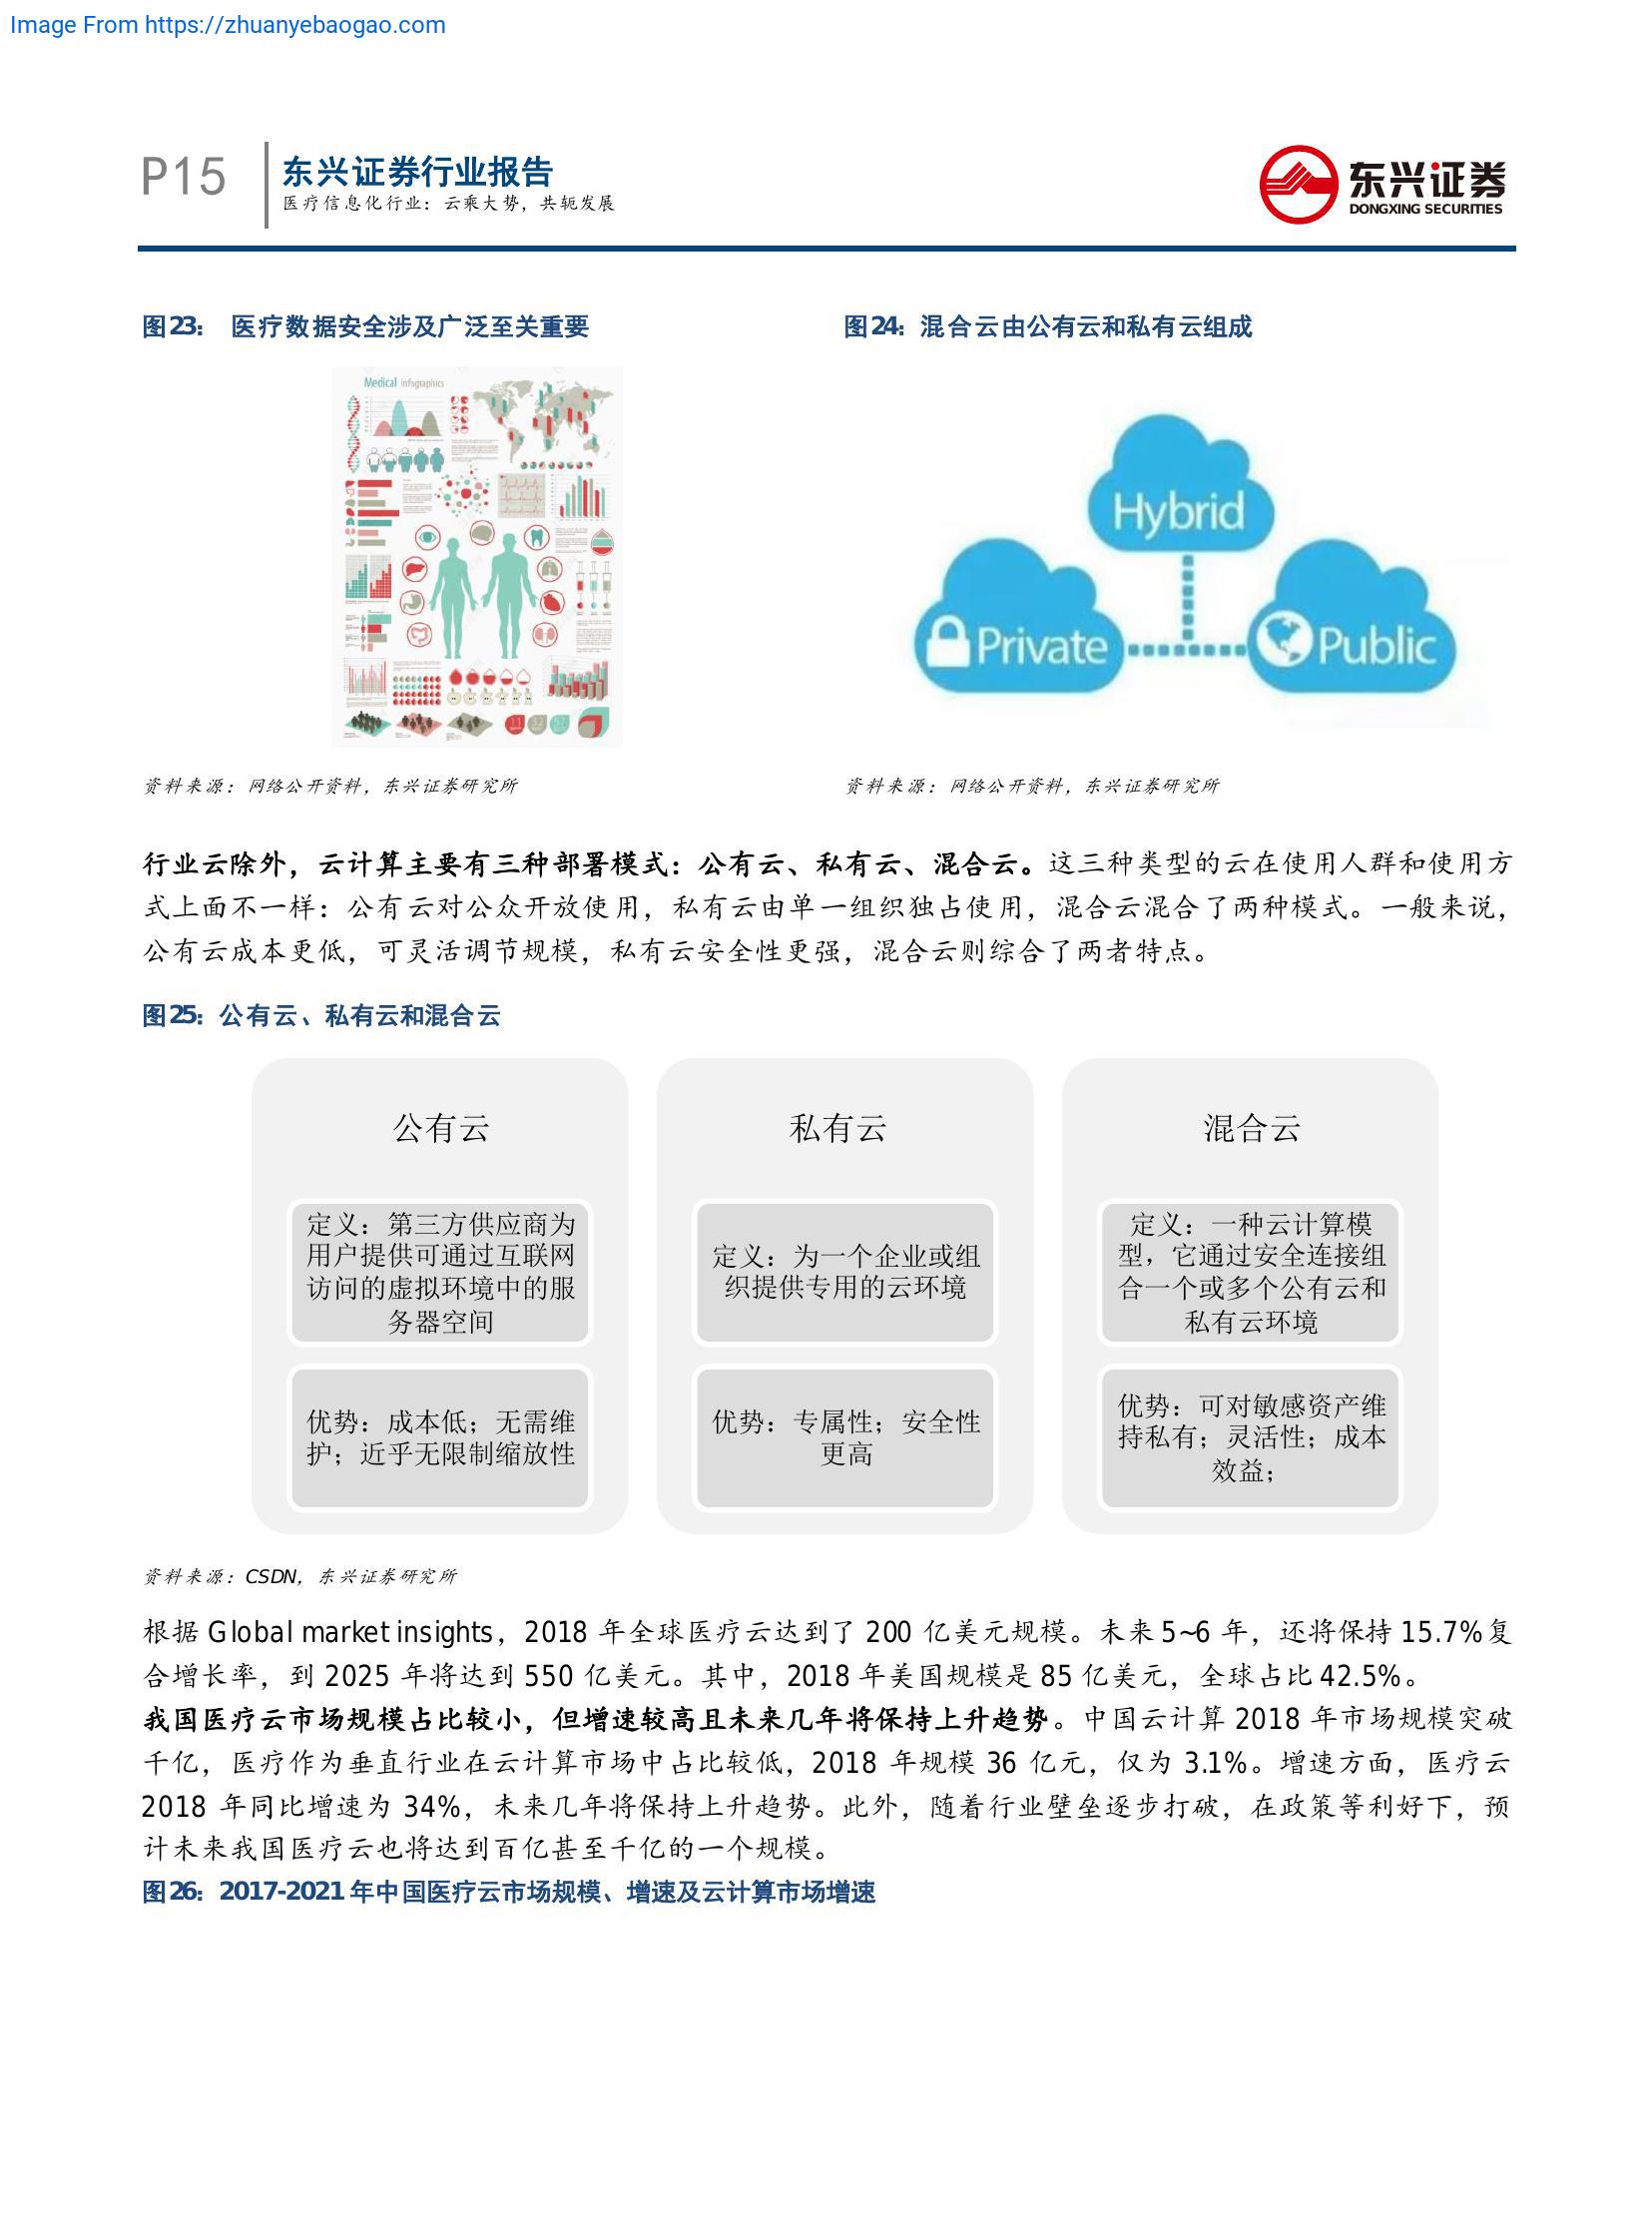 Image From https://zhuanyebaogao.com
P15
东兴证券行业报告
医疗信息化行业：云乘大势，共轭发展
东兴证券
DONGXING SECURITIES
图23： 医疗数据安全涉及广泛至关重要
图24：混合云由公有云和私有云组成
Medical infographics
Hybrid
Private
Public
资料来源：网络公开资料，东兴证券研究所
资料来源：网络公开资料，东兴证券研究所
行业云除外，云计算主要有三种部署模式：公有云、私有云、混合云。这三种类型的云在使用人群和使用方
式上面不一样：公有云对公众开放使用，私有云由单一组织独占使用，混合云混合了两种模式。一般来说，
公有云成本更低，可灵活调节规模，私有云安全性更强，混合云则综合了两者特点。
图25：公有云、私有云和混合云
公有云
定义：第三方供应商为
用户提供可通过互联网
访问的虚拟环境中的服
务器空间
优势：成本低；无需维
护；近乎无限制缩放性
私有云
定义：为一个企业或组
织提供专用的云环境
优势：专属性；安全性
更高
混合云
定义：一种云计算模
型，它通过安全连接组
合一个或多个公有云和
私有云环境
优势：可对敏感资产维
持私有；灵活性；成本
效益；
资料来源：CSDN，东兴证券研究所
根据 Global market insights，2018 年全球医疗云达到了 200 亿美元规模。未来 5~6 年，还将保持 15.7%复
合增长率，到 2025 年将达到 550 亿美元。其中，2018 年美国规模是 85 亿美元，全球占比 42.5%。
我国医疗云市场规模占比较小，但增速较高且未来几年将保持上升趋势。中国云计算 2018 年市场规模突破
千亿，医疗作为垂直行业在云计算市场中占比较低，2018 年规模 36 亿元，仅为 3.1%。增速方面，医疗云
2018 年同比增速为 34%，未来几年将保持上升趋势。此外，随着行业壁垒逐步打破，在政策等利好下，预
计未来我国医疗云也将达到百亿甚至千亿的一个规模。
图26：2017-2021 年中国医疗云市场规模、增速及云计算市场增速